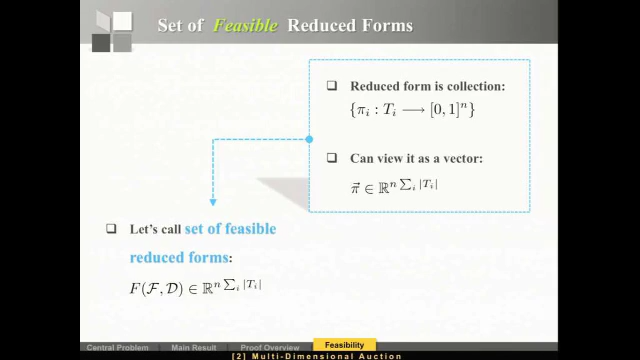 Set of Feasible Reduced Forms
❑ Reduced form is collection:
{π_i : T_i ⟶ [0, 1]^n}
❑ Can view it as a vector:
π⃗ ∈ ℝ^{n ∑_i |T_i|}
❑ Let's call set of feasible
reduced forms:
F(ℱ, 𝒟) ∈ ℝ^{n ∑_i |T_i|}
Central Problem Main Result Proof Overview Feasibility
[2] Multi-Dimensional Auction